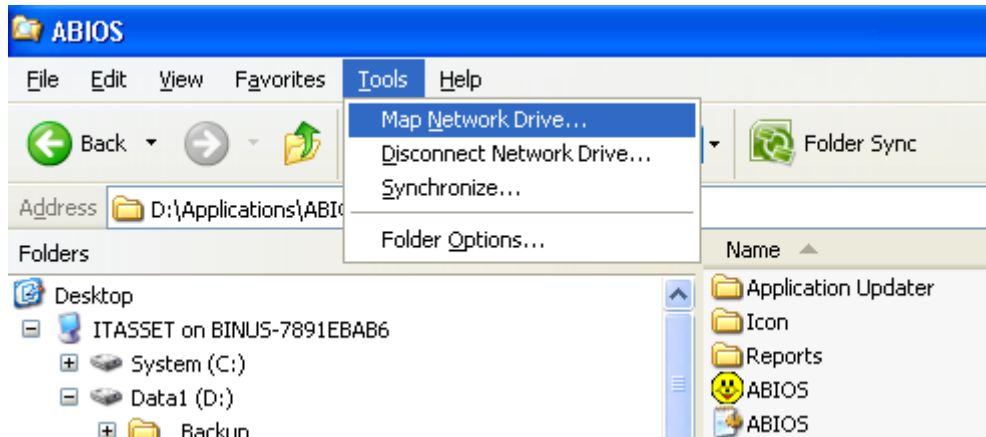 ABIOS
File Edit View Favorites Tools Help
Map Network Drive...
Back
Disconnect Network Drive...
Folder Sync
Synchronize...
Address D:\Applications\ABI
Folder Options...
Folders
Name
Desktop
Application Updater
ITASSET on BINUS-7891EBAB6
Icon
System (C:)
Reports
Data1 (D:)
ABIOS
Backup
ABIOS